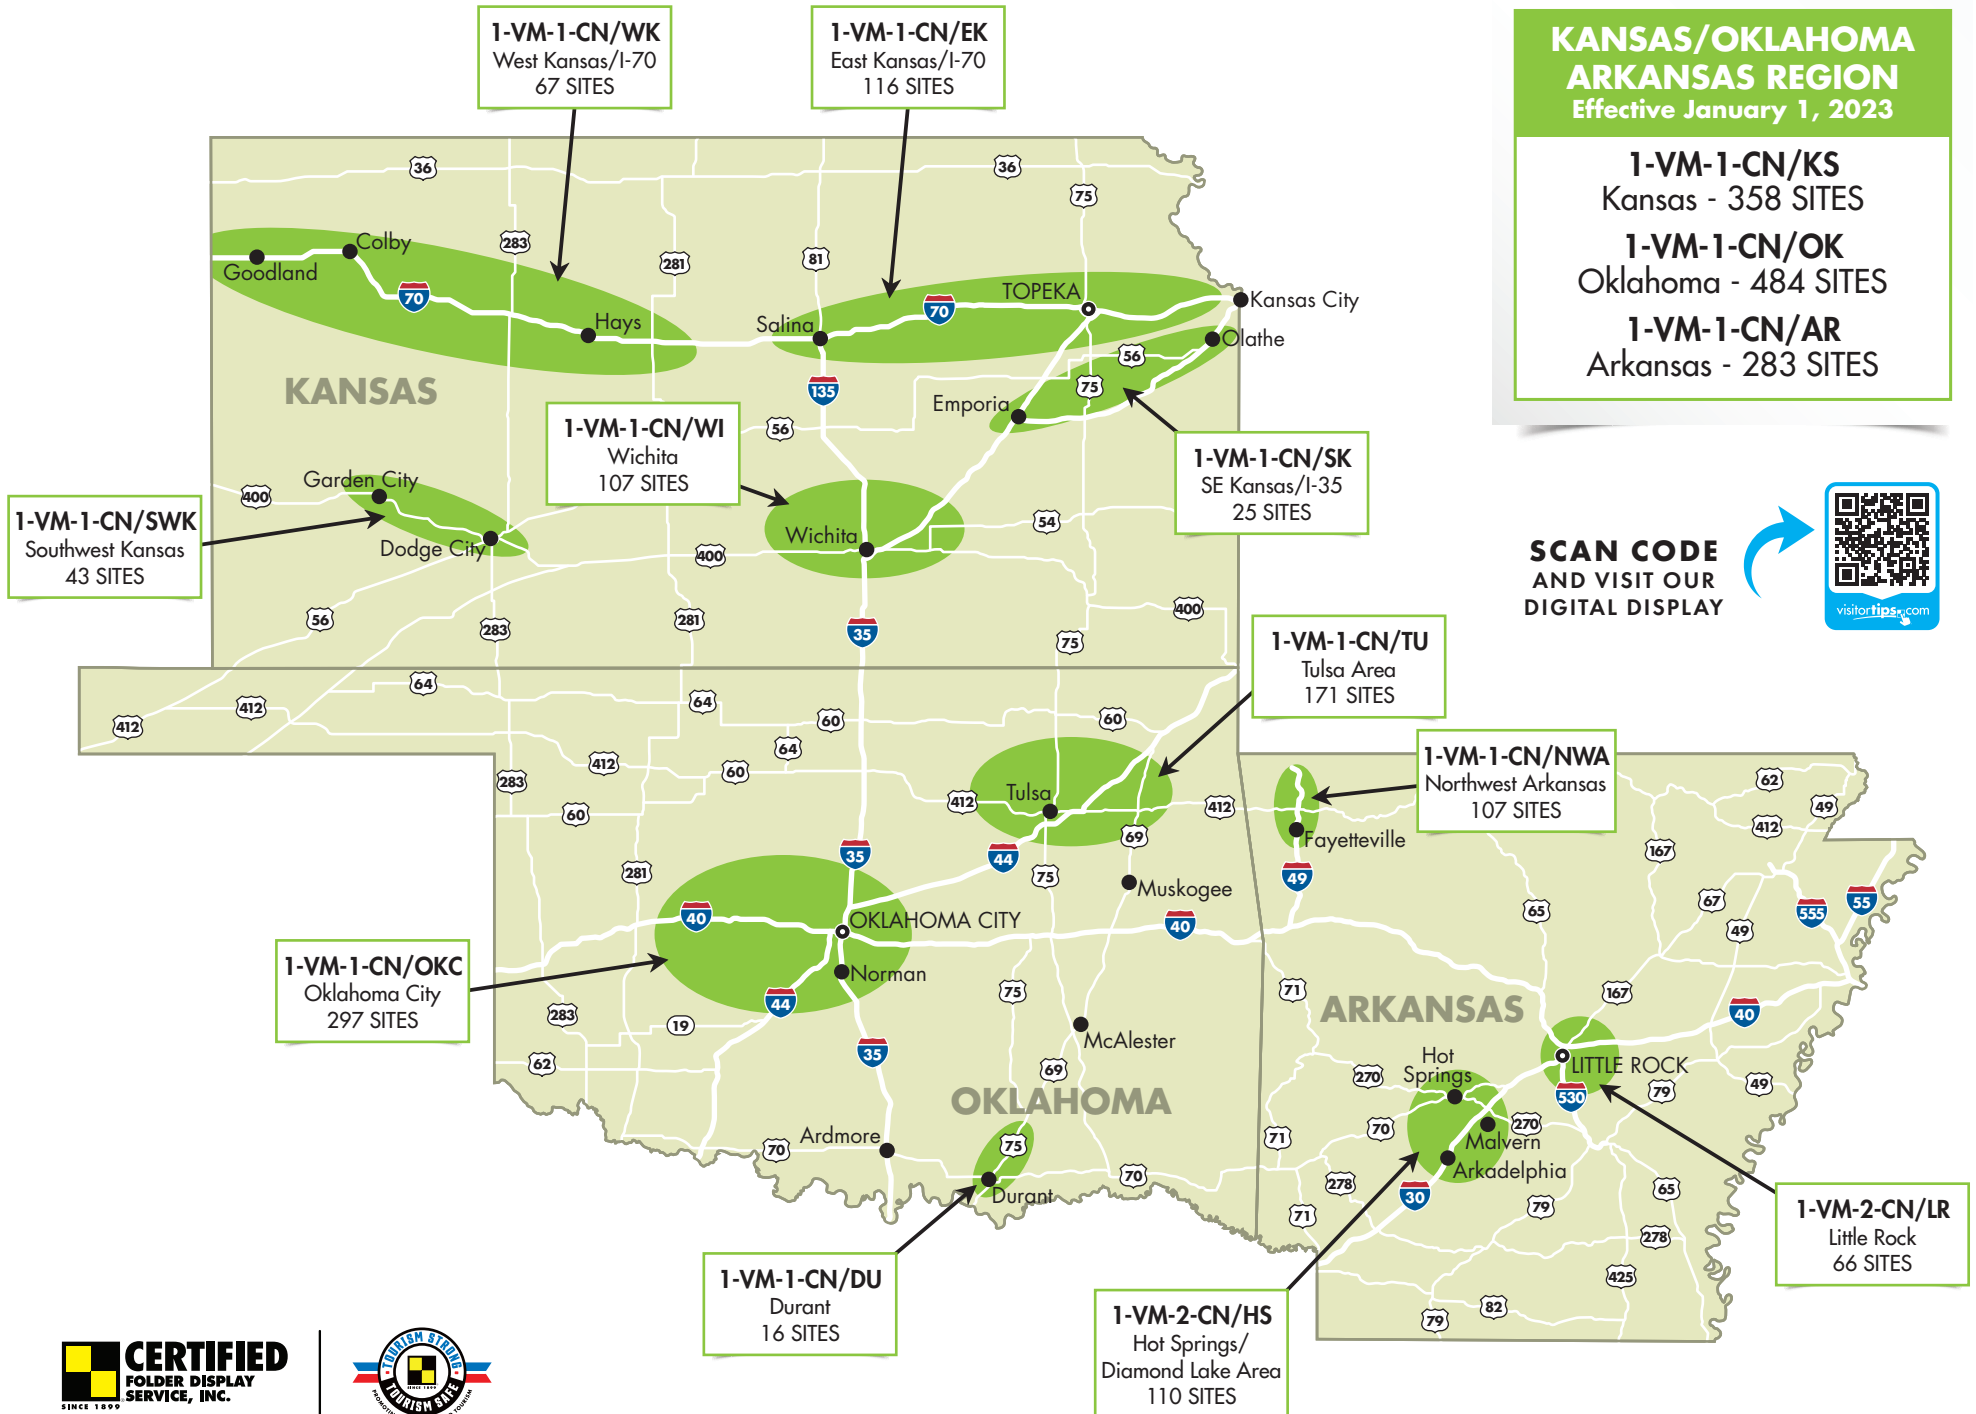 1-VM-1-CN/WK
West Kansas/I-70
67 SITES
1-VM-1-CN/EK
East Kansas/I-70
116 SITES
KANSAS/OKLAHOMA
ARKANSAS REGION
Effective January 1, 2023
1-VM-1-CN/KS
Kansas - 358 SITES
1-VM-1-CN/OK
Oklahoma - 484 SITES
1-VM-1-CN/AR
Arkansas - 283 SITES
36
36
75
283
281
81
Colby
Goodland
70
Hays
Salina
70
TOPEKA
Kansas City
Olathe
56
75
135
Emporia
KANSAS
56
1-VM-1-CN/WI
Wichita
107 SITES
1-VM-1-CN/SK
SE Kansas/I-35
25 SITES
Garden City
400
Dodge City
1-VM-1-CN/SWK
Southwest Kansas
43 SITES
Wichita
54
400
SCAN CODE
AND VISIT OUR
DIGITAL DISPLAY
visitortips.com
56
283
281
35
75
400
1-VM-1-CN/TU
Tulsa Area
171 SITES
64
412
412
64
60
64
60
412
60
283
60
412
Tulsa
412
1-VM-1-CN/NWA
Northwest Arkansas
107 SITES
62
49
412
167
Fayetteville
49
69
35
44
75
281
Muskogee
40
OKLAHOMA CITY
40
65
67
49
555
55
Norman
1-VM-1-CN/OKC
Oklahoma City
297 SITES
44
75
71
ARKANSAS
167
40
283
19
McAlester
35
62
69
Hot
Springs
270
LITTLE ROCK
530
79
49
OKLAHOMA
70
270
Malvern
Arkadelphia
71
Ardmore
70
75
70
Durant
278
30
71
79
65
278
1-VM-2-CN/LR
Little Rock
66 SITES
1-VM-1-CN/DU
Durant
16 SITES
1-VM-2-CN/HS
Hot Springs/
Diamond Lake Area
110 SITES
425
82
79
CERTIFIED
FOLDER DISPLAY
SERVICE, INC.
SINCE 1899
TOURISM STRONG
SINCE 1899
TOURISM SAFE